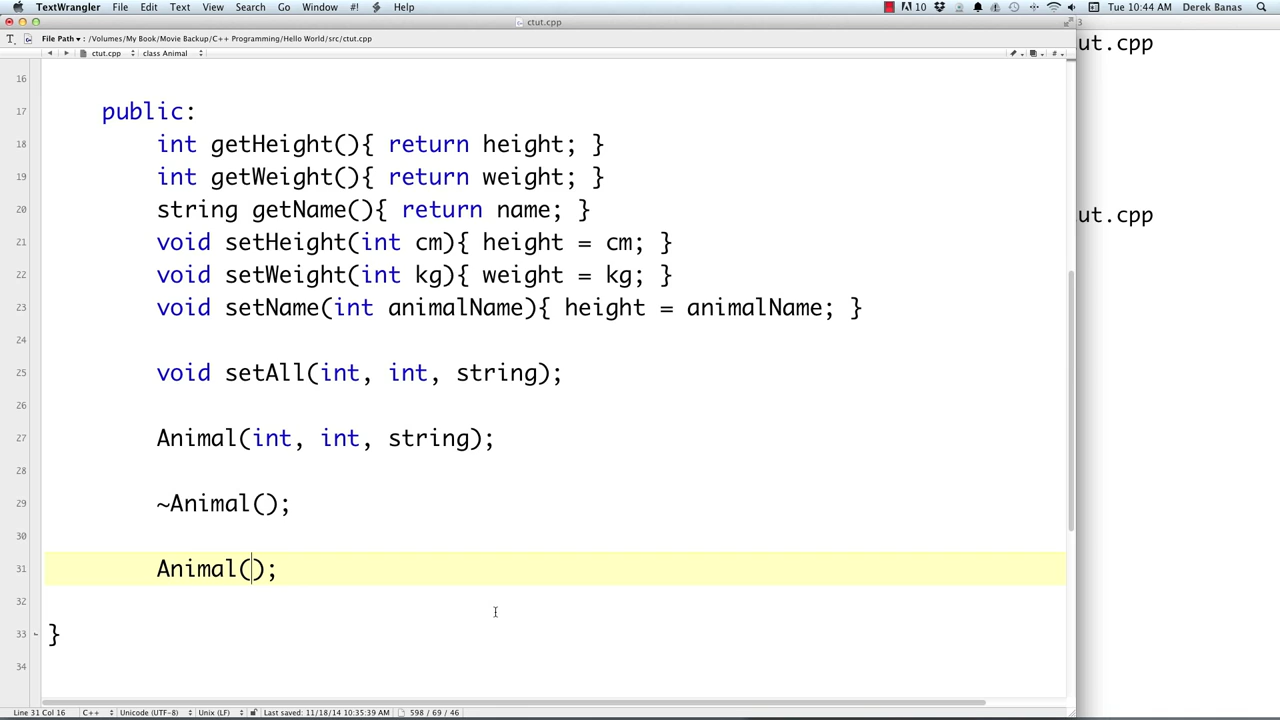 TextWrangler File Edit Text View Search Go Window #! Help 10 Tue 10:44 AM Derek Banas
ctut.cpp
File Path ▾ : /Volumes/My Book/Movie Backup/C++ Programming/Hello World/src/ctut.cpp
ctut.cpp class Animal
ut.cpp
16
17 public:
18 int getHeight(){ return height; }
19 int getWeight(){ return weight; }
20 string getName(){ return name; }
ut.cpp
21 void setHeight(int cm){ height = cm; }
22 void setWeight(int kg){ weight = kg; }
23 void setName(int animalName){ height = animalName; }
24
25 void setAll(int, int, string);
26
27 Animal(int, int, string);
28
29 ~Animal();
30
31 Animal();
32
33 }
34
Line 31 Col 16 C++ Unicode (UTF-8) Unix (LF) Last saved: 11/18/14 10:35:39 AM 598 / 69 / 46